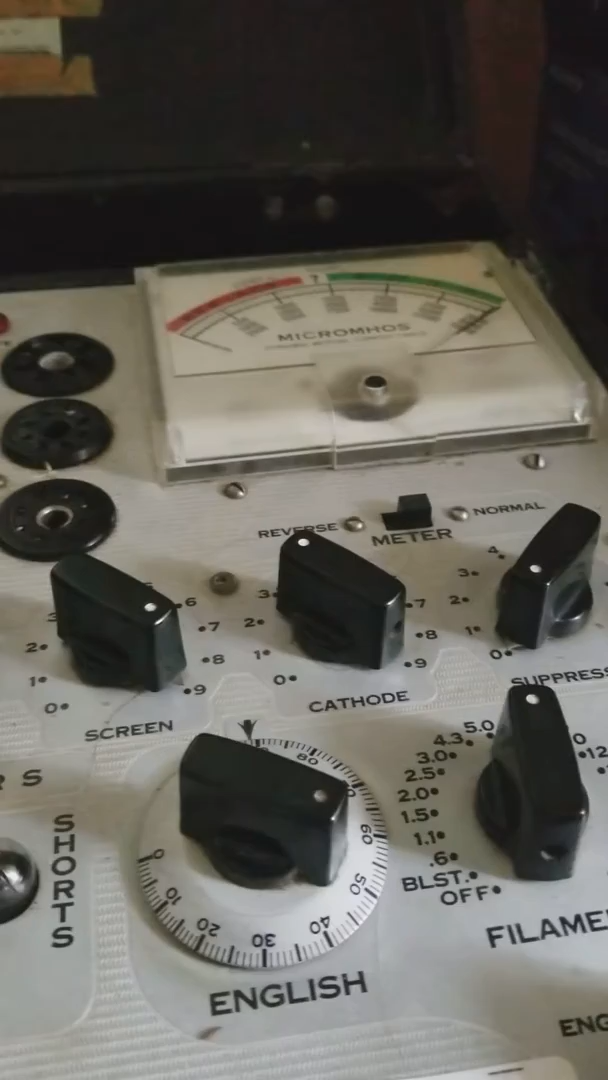 ?
MICROMHOS
REVERSE
NORMAL
METER
6
7
8
9
3
2
1
0
SCREEN
3
2
1
0
7
8
9
CATHODE
4
3
2
1
0
SUPPRESS
R S
SHORTS
0
10
20
30
40
50
60
80
ENGLISH
5.0
4.3
3.0
2.5
2.0
1.5
1.1
.6
BLST.
OFF
12.
FILAME
ENG